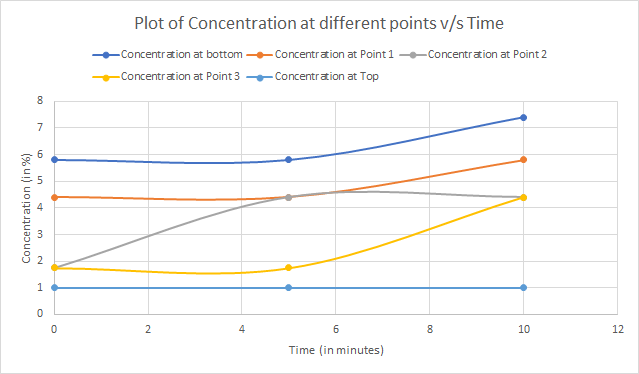 Plot of Concentration at different points v/s Time
Concentration at bottom Concentration at Point 1 Concentration at Point 2
Concentration at Point 3 Concentration at Top
8
7
6
5
4
3
2
1
0
Concentration (in %)
0 2 4 6 8 10 12
Time (in minutes)